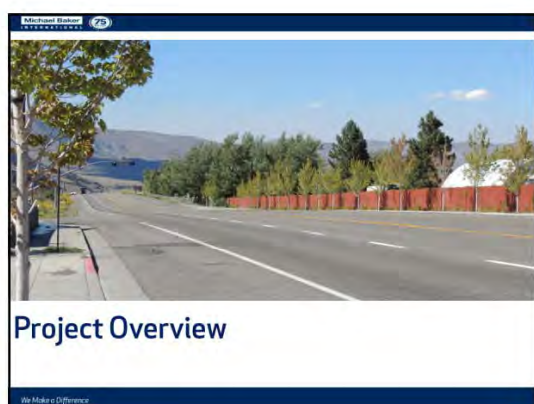 Michael Baker
INTERNATIONAL
75
Project Overview
We Make a Difference